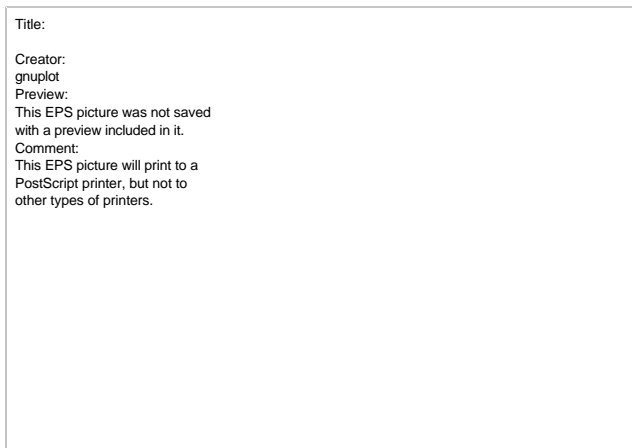 Title:
Creator:
gnuplot
Preview:
This EPS picture was not saved
with a preview included in it.
Comment:
This EPS picture will print to a
PostScript printer, but not to
other types of printers.